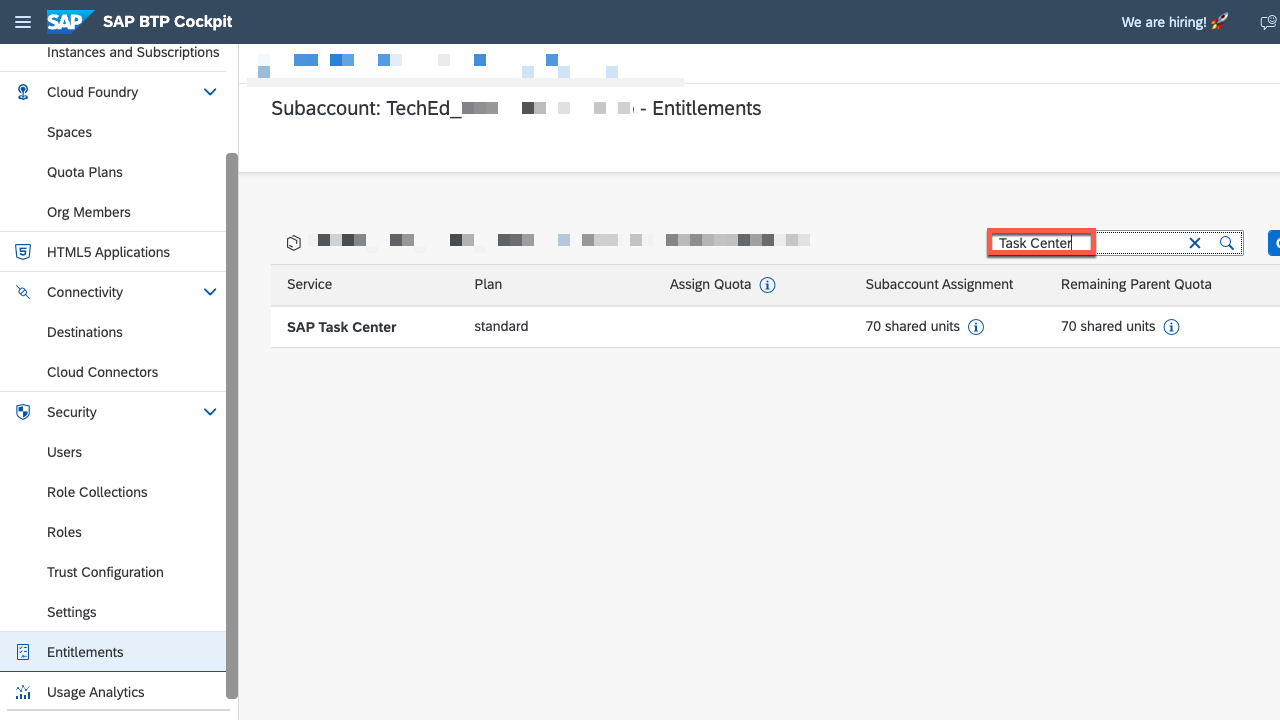 SAP SAP BTP Cockpit
We are hiring! 🚀
Instances and Subscriptions
Cloud Foundry
Spaces
Quota Plans
Org Members
HTML5 Applications
Connectivity
Destinations
Cloud Connectors
Security
Users
Role Collections
Roles
Trust Configuration
Settings
Entitlements
Usage Analytics
Subaccount: TechEd_ - Entitlements
Task Center
Service Plan Assign Quota Subaccount Assignment Remaining Parent Quota
SAP Task Center standard 70 shared units 70 shared units